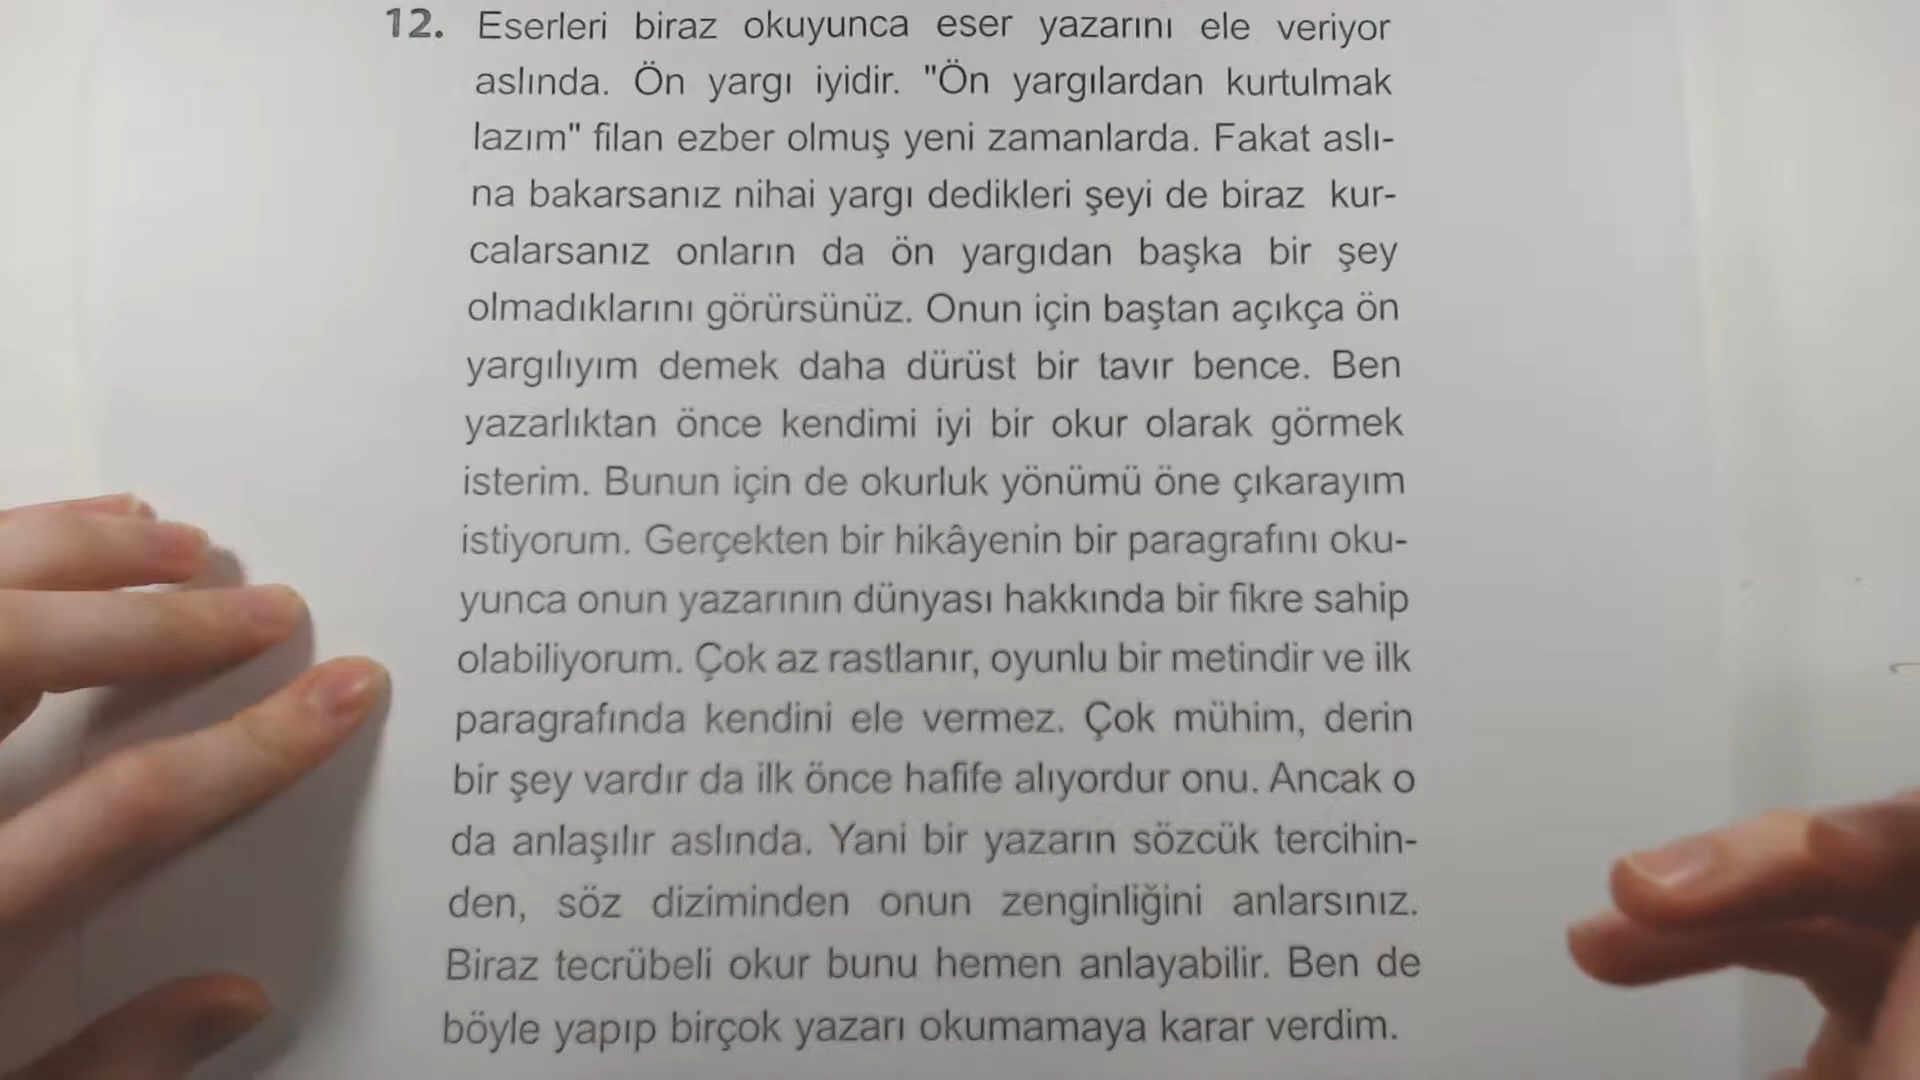 12. Eserleri biraz okuyunca eser yazarını ele veriyor
aslında. Ön yargı iyidir. "Ön yargılardan kurtulmak
lazım" filan ezber olmuş yeni zamanlarda. Fakat aslı-
na bakarsanız nihai yargı dedikleri şeyi de biraz kur-
calarsanız onların da ön yargıdan başka bir şey
olmadıklarını görürsünüz. Onun için baştan açıkça ön
yargılıyım demek daha dürüst bir tavır bence. Ben
yazarlıktan önce kendimi iyi bir okur olarak görmek
isterim. Bunun için de okurluk yönümü öne çıkarayım
istiyorum. Gerçekten bir hikâyenin bir paragrafını oku-
yunca onun yazarının dünyası hakkında bir fikre sahip
olabiliyorum. Çok az rastlanır, oyunlu bir metindir ve ilk
paragrafında kendini ele vermez. Çok mühim, derin
bir şey vardır da ilk önce hafife alıyordur onu. Ancak o
da anlaşılır aslında. Yani bir yazarın sözcük tercihin-
den, söz diziminden onun zenginliğini anlarsınız.
Biraz tecrübeli okur bunu hemen anlayabilir. Ben de
böyle yapıp birçok yazarı okumamaya karar verdim.